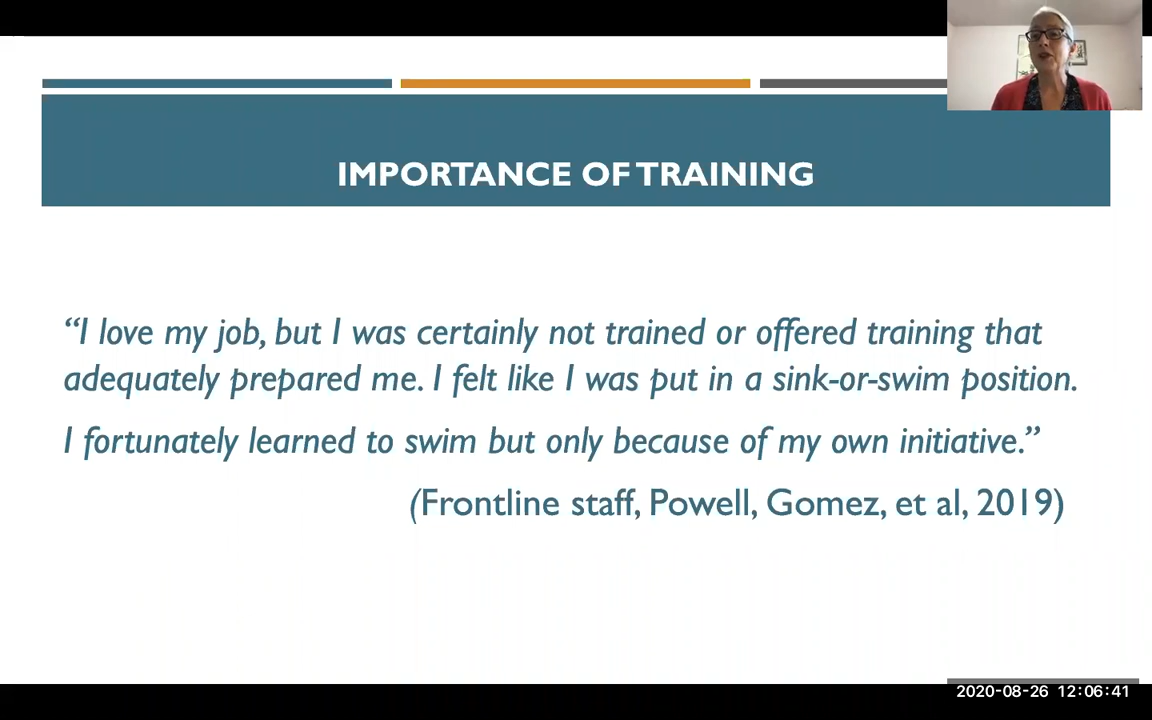 IMPORTANCE OF TRAINING
“I love my job, but I was certainly not trained or offered training that
adequately prepared me. I felt like I was put in a sink-or-swim position.
I fortunately learned to swim but only because of my own initiative.”
(Frontline staff, Powell, Gomez, et al, 2019)
2020-08-26 12:06:41